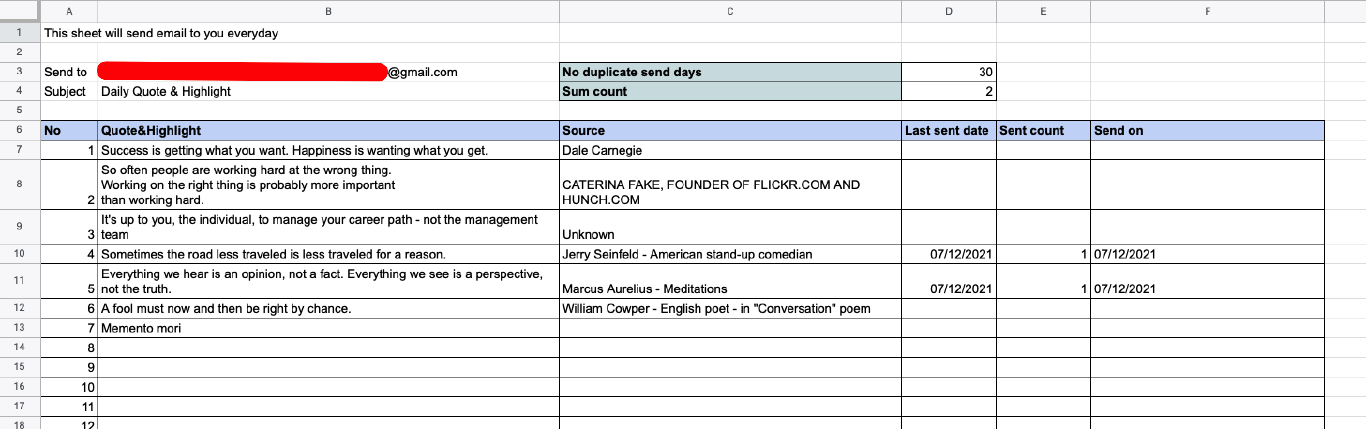 A B C D E F
1 This sheet will send email to you everyday
2
3 Send to @gmail.com No duplicate send days 30
4 Subject Daily Quote & Highlight Sum count 2
5
6 No Quote&Highlight Source Last sent date Sent count Send on
7 1 Success is getting what you want. Happiness is wanting what you get. Dale Carnegie
So often people are working hard at the wrong thing.
8 Working on the right thing is probably more important CATERINA FAKE, FOUNDER OF FLICKR.COM AND
2 than working hard. HUNCH.COM
9 It's up to you, the individual, to manage your career path - not the management
3 team Unknown
10 4 Sometimes the road less traveled is less traveled for a reason. Jerry Seinfeld - American stand-up comedian 07/12/2021 1 07/12/2021
11 Everything we hear is an opinion, not a fact. Everything we see is a perspective,
5 not the truth. Marcus Aurelius - Meditations 07/12/2021 1 07/12/2021
12 6 A fool must now and then be right by chance. William Cowper - English poet - in "Conversation" poem
13 7 Memento mori
14 8
15 9
16 10
17 11
18 12